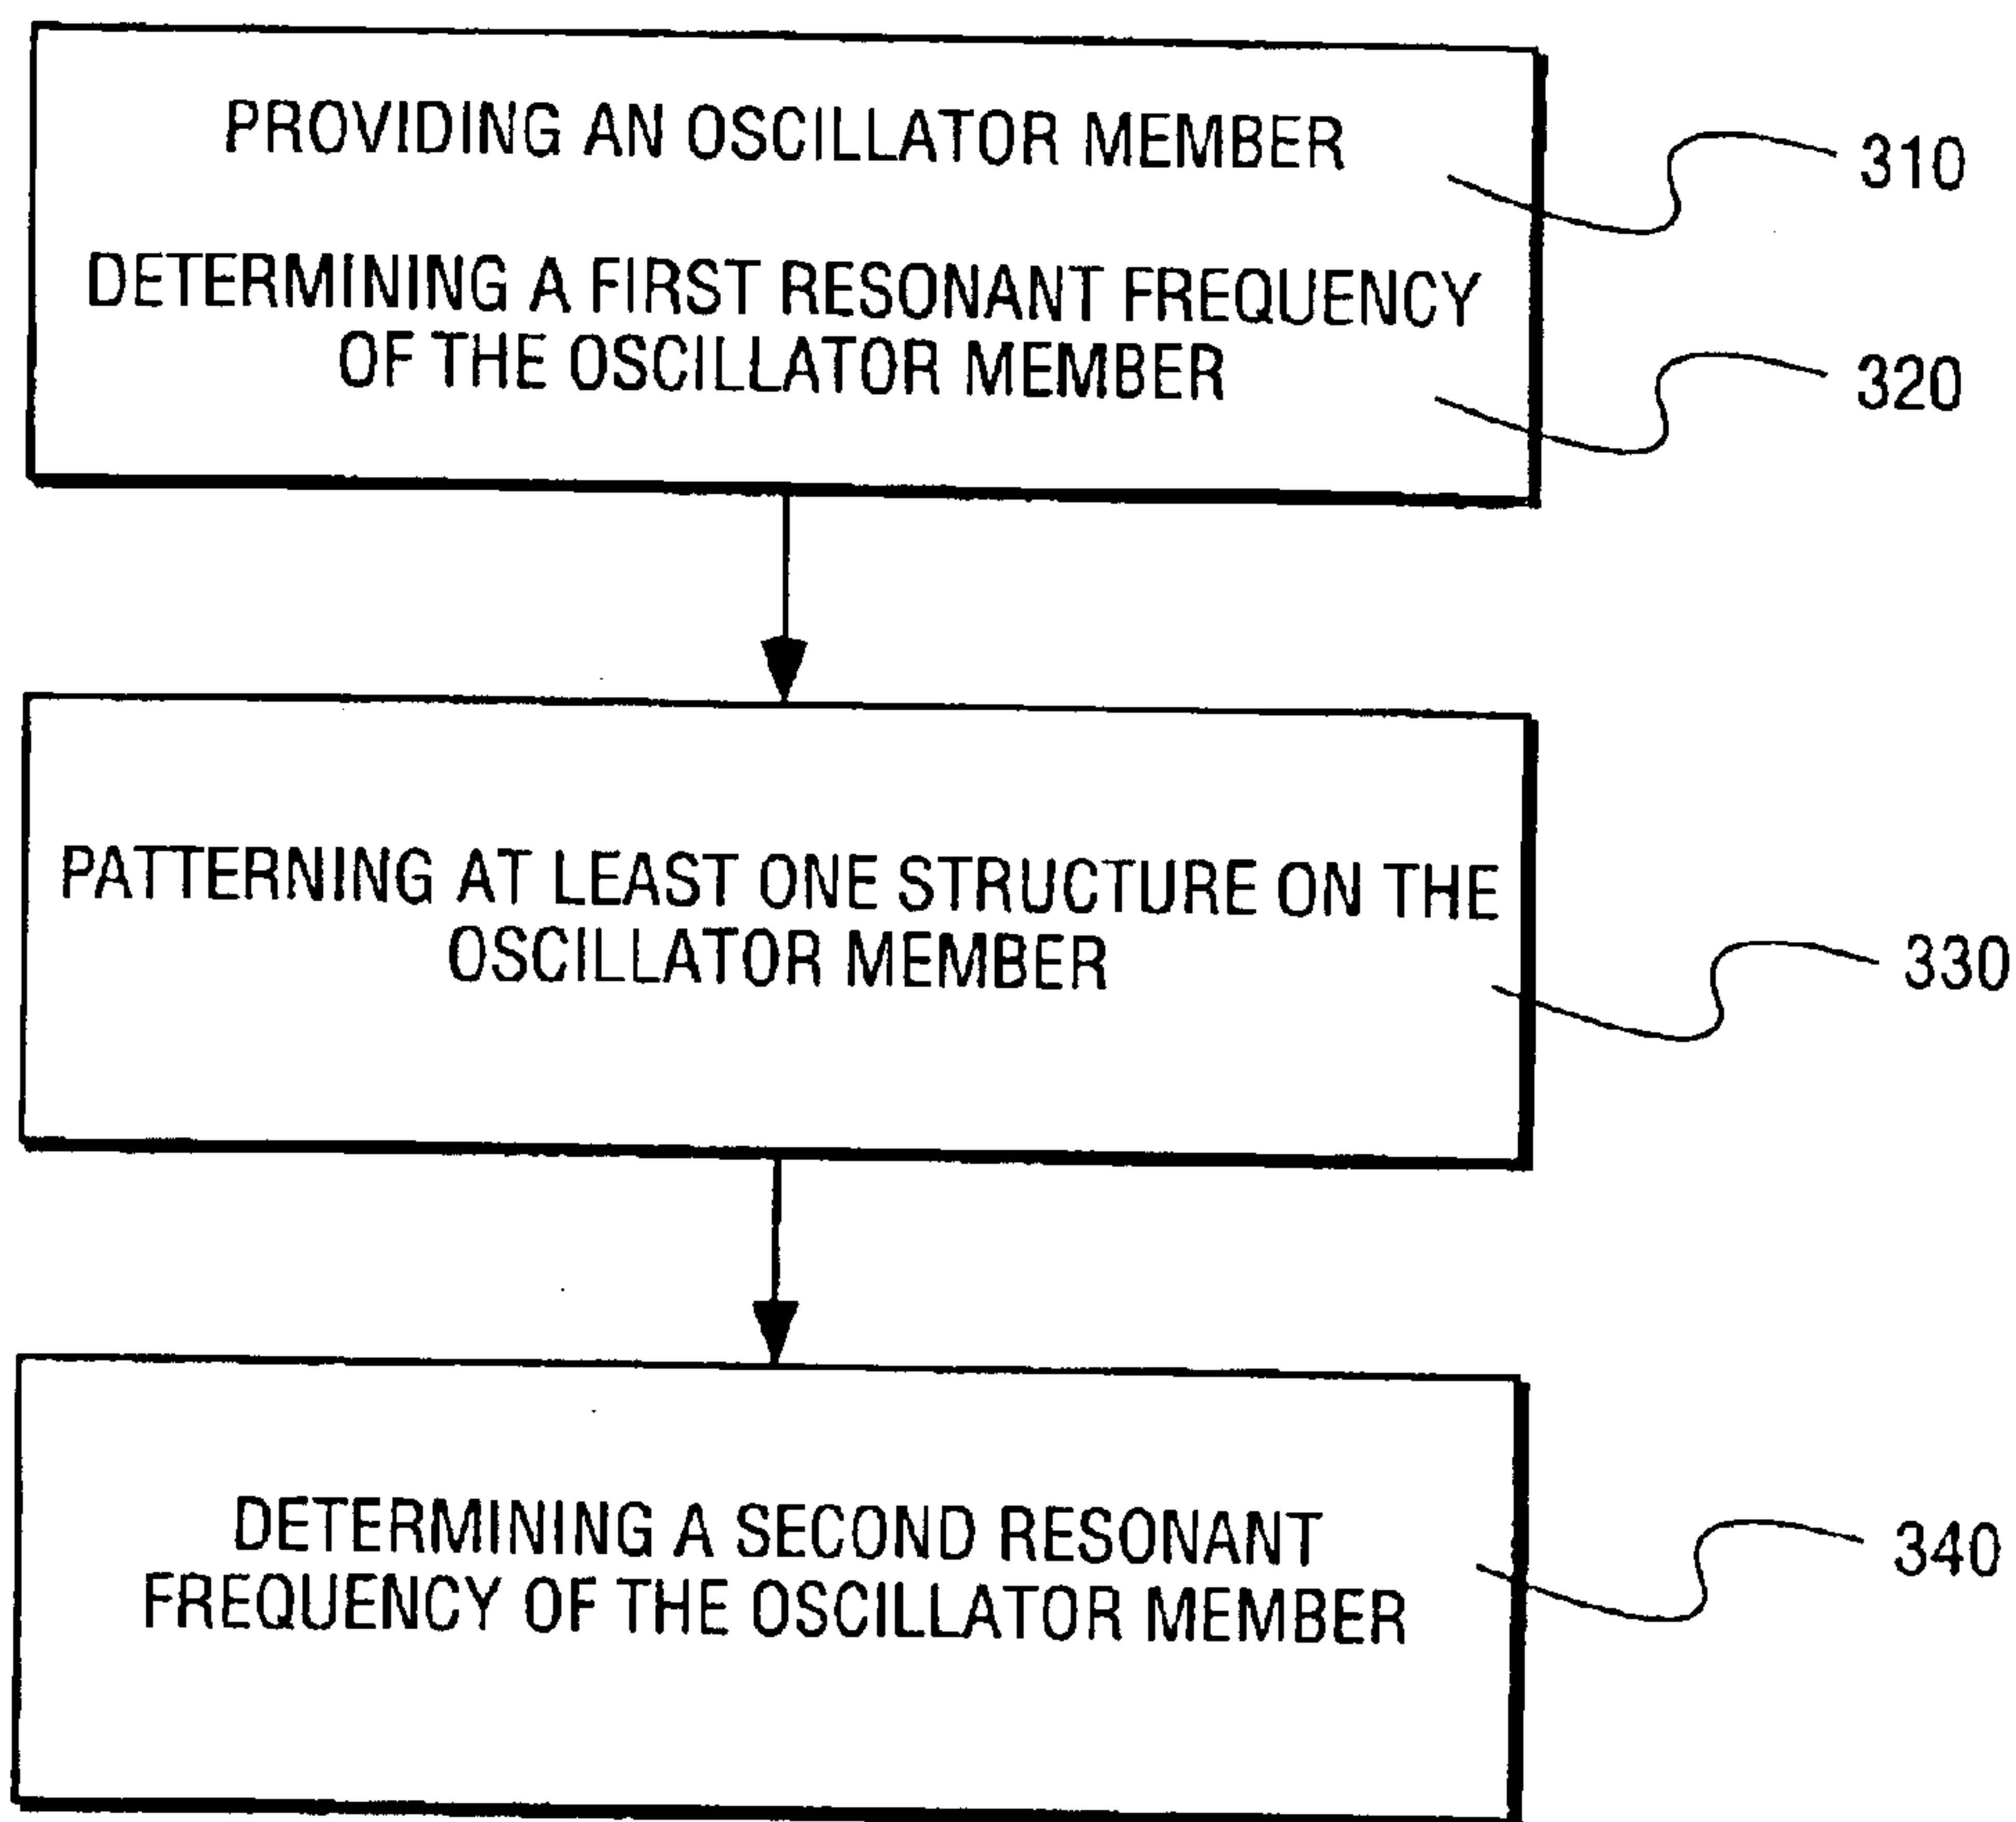 PROVIDING AN OSCILLATOR MEMBER
310
DETERMINING A FIRST RESONANT FREQUENCY
OF THE OSCILLATOR MEMBER
320
PATTERNING AT LEAST ONE STRUCTURE ON THE
OSCILLATOR MEMBER
330
DETERMINING A SECOND RESONANT
FREQUENCY OF THE OSCILLATOR MEMBER
340